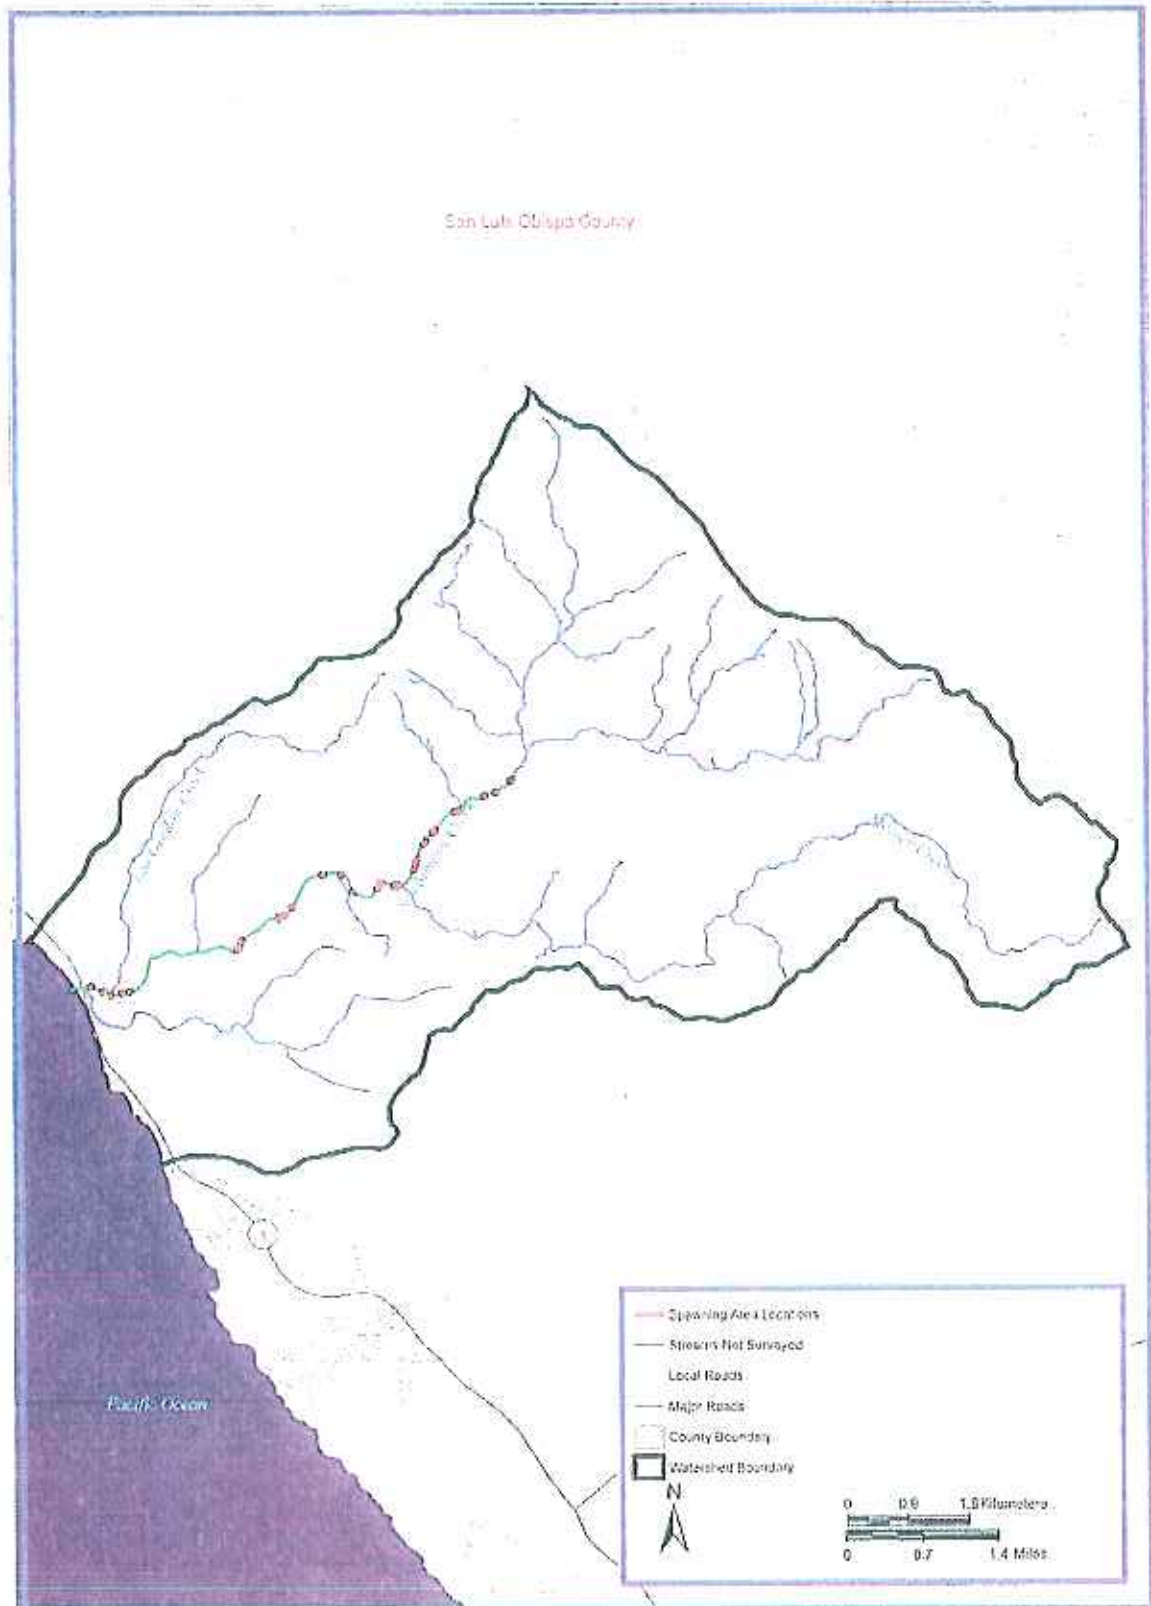 San Luis Obispo County
Pacific Ocean
Spawning Area Locations
Streams Not Surveyed
Local Roads
Major Roads
County Boundary
Watershed Boundary
N
0 0.9 1.8 Kilometers
0 0.7 1.4 Miles